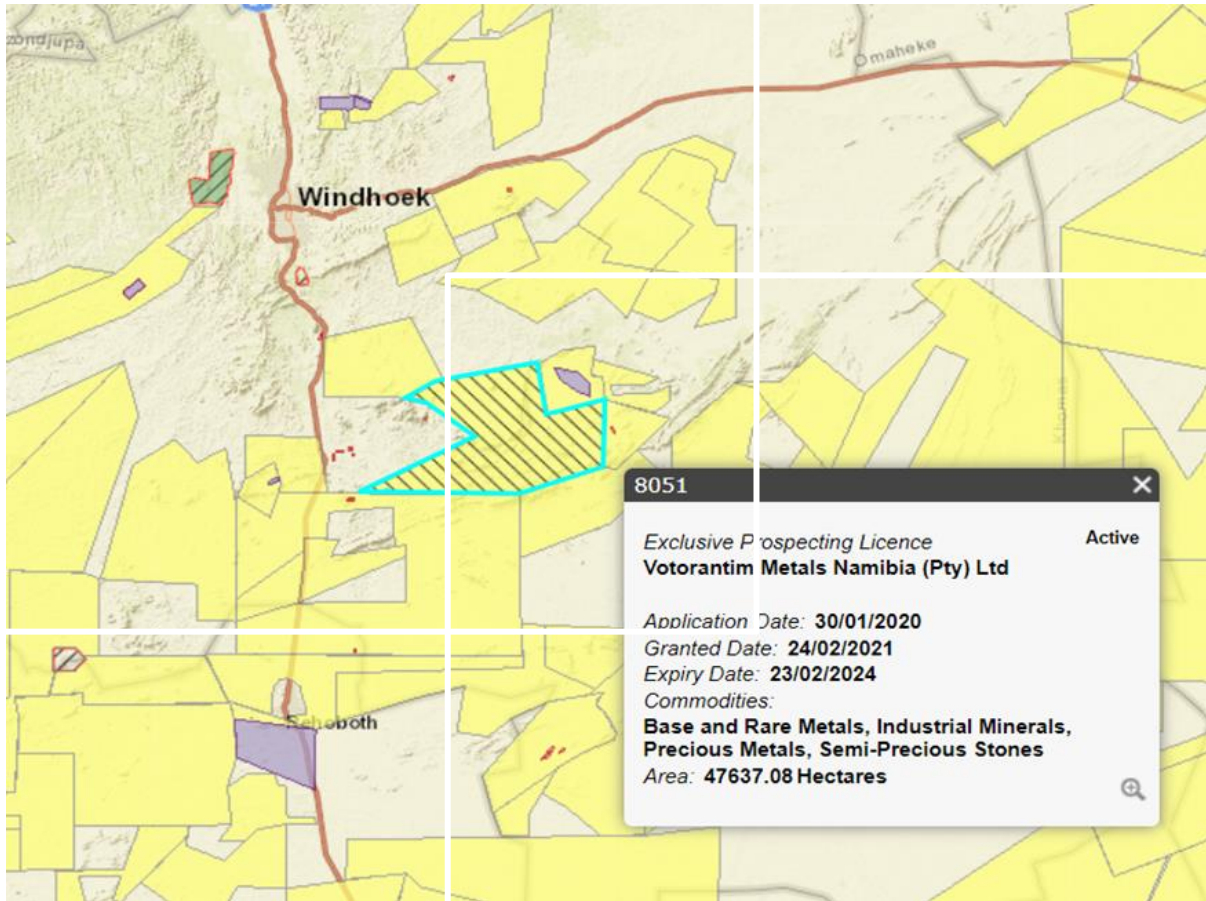 zondjupa
Omaheke
Windhoek
Khomas
8051
Exclusive Prospecting Licence
Active
Votorantim Metals Namibia (Pty) Ltd
Application Date: 30/01/2020
Granted Date: 24/02/2021
Expiry Date: 23/02/2024
Commodities:
Base and Rare Metals, Industrial Minerals,
Precious Metals, Semi-Precious Stones
Area: 47637.08 Hectares
Rehoboth